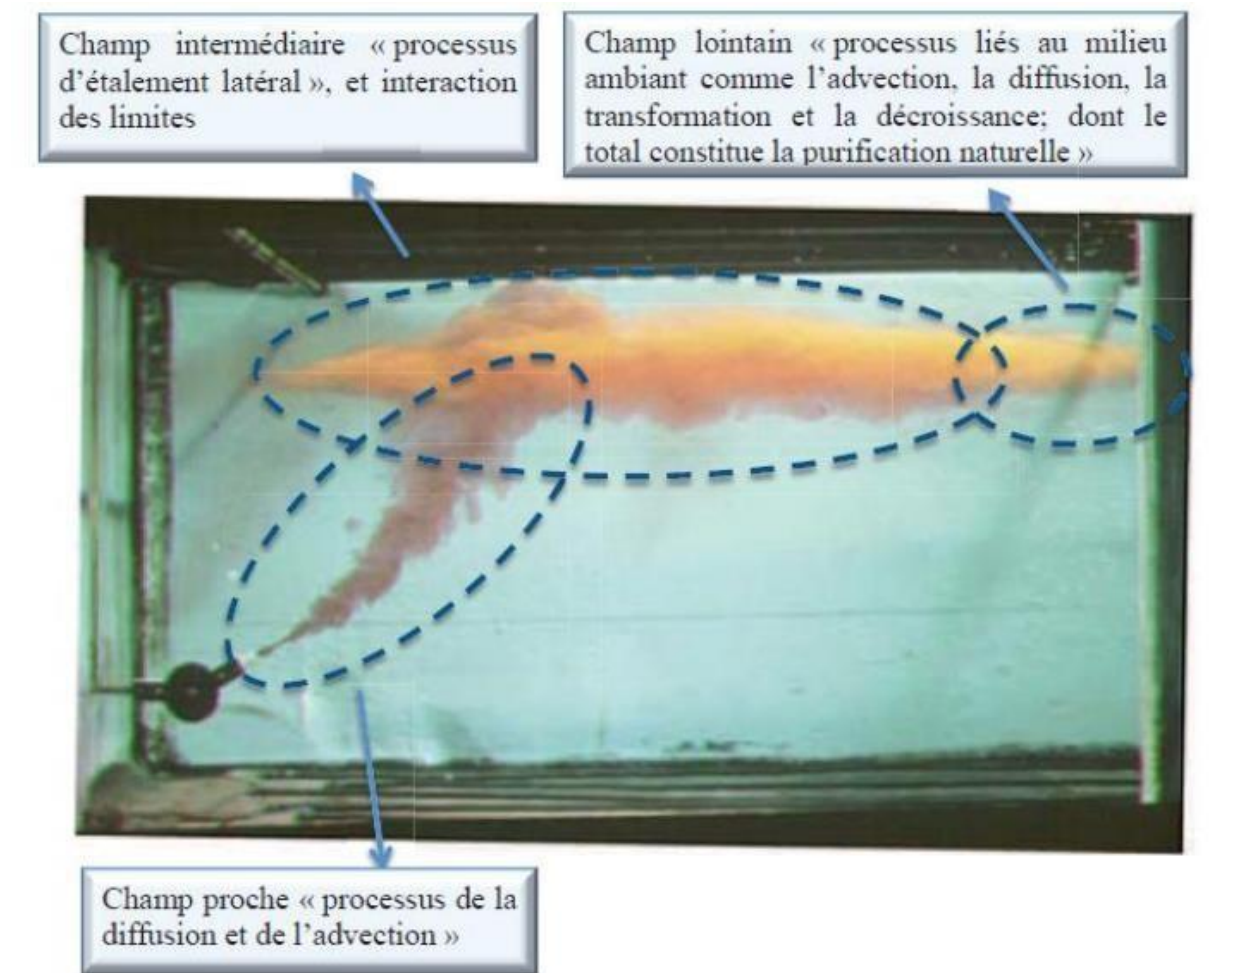 Champ intermédiaire « processus
d’étalement latéral », et interaction
des limites
Champ lointain « processus liés au milieu
ambiant comme l’advection, la diffusion, la
transformation et la décroissance; dont le
total constitue la purification naturelle »
Champ proche « processus de la
diffusion et de l’advection »